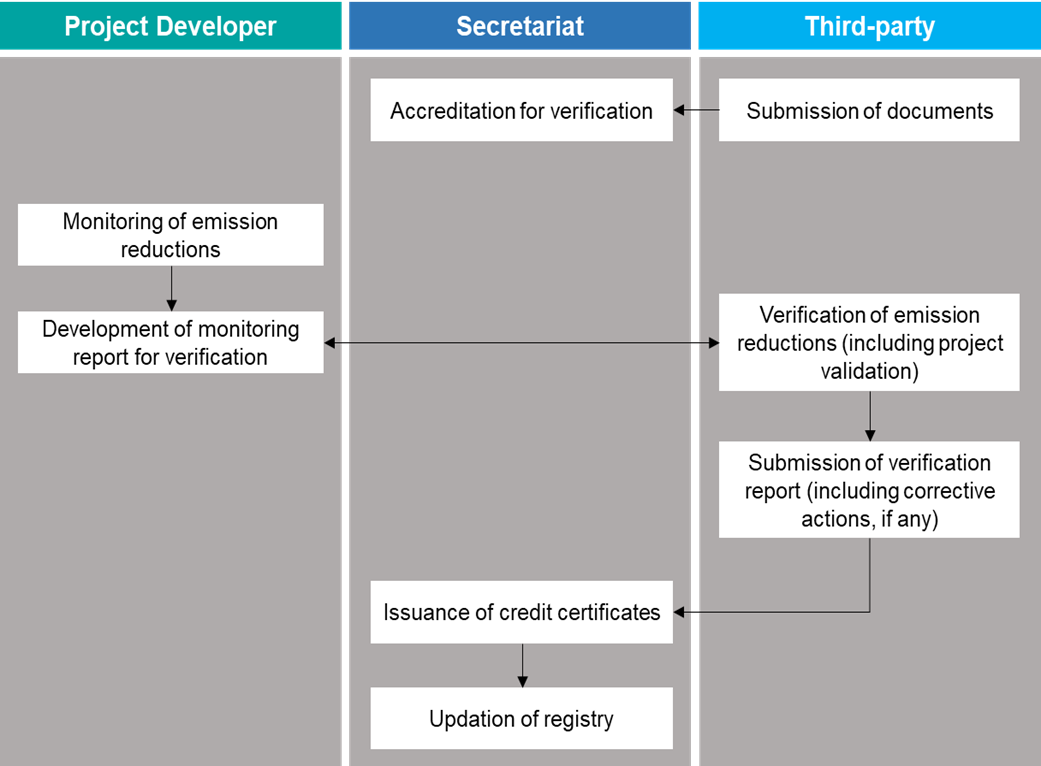 Project Developer
Secretariat
Third-party
Accreditation for verification
Submission of documents
Monitoring of emission
reductions
Development of monitoring
report for verification
Verification of emission
reductions (including project
validation)
Submission of verification
report (including corrective
actions, if any)
Issuance of credit certificates
Updation of registry